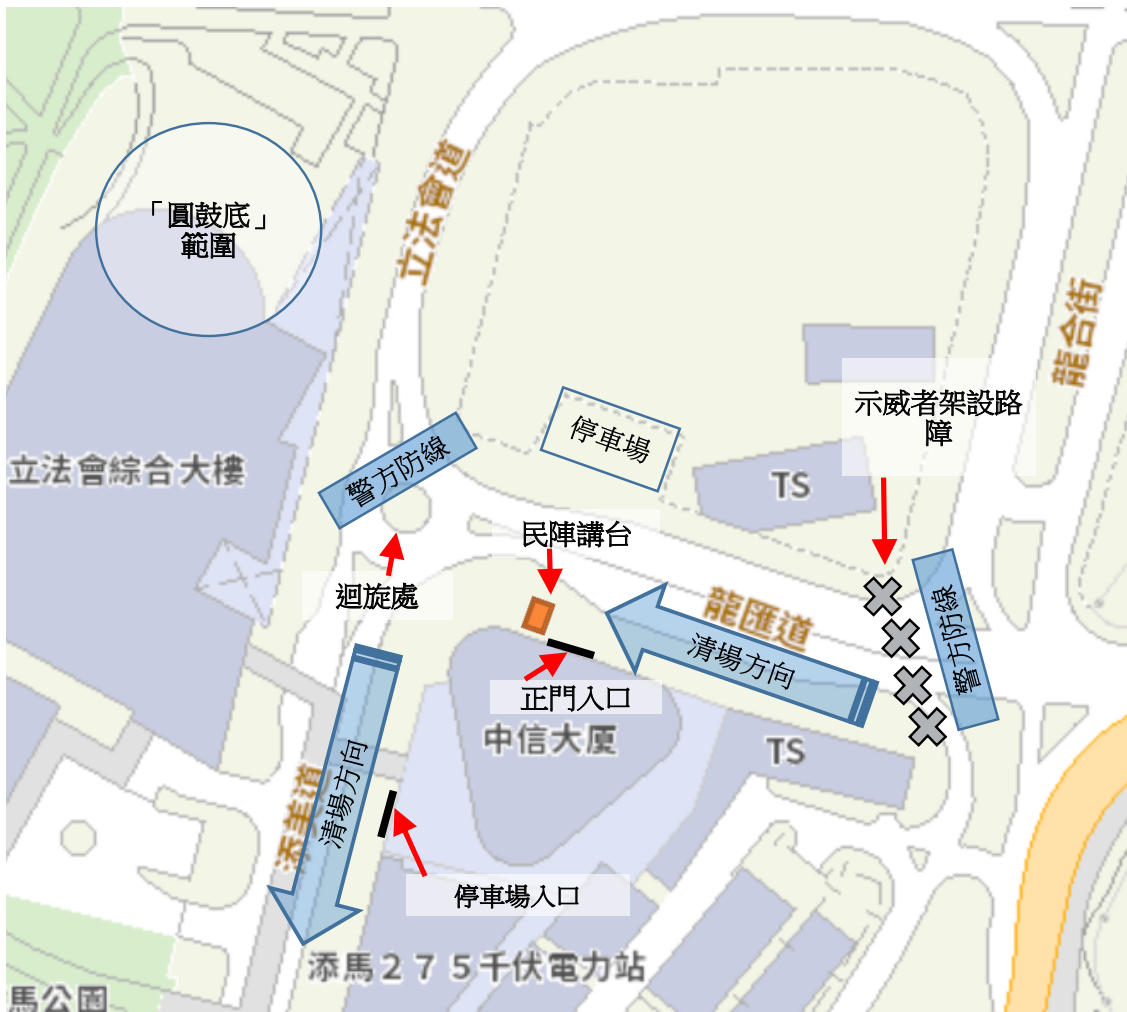 「圓鼓底」
範圍
立法會道
龍合街
示威者架設路
障
停車場
警方防線
立法會綜合大樓
TS
民陣講台
迴旋處
龍匯道
清場方向
警方防線
正門入口
中信大厦
TS
清場方向
添美道
停車場入口
添馬２７５千伏電力站
馬公園